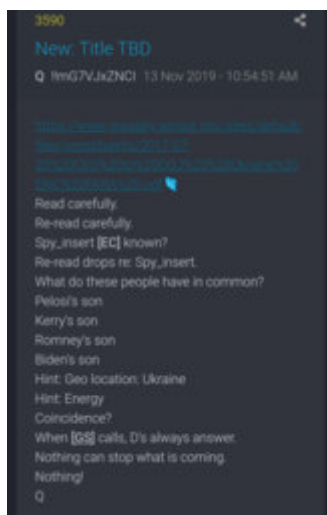 3590
New: Title TBD
Q !!mG7VJxZNCI 13 Nov 2019 - 10:54:51 AM
Read carefully.
Re-read carefully.
Spy_insert [EC] known?
Re-read drops re: Spy_insert.
What do these people have in common?
Pelosi's son
Kerry's son
Romney's son
Biden's son
Hint: Geo location: Ukraine
Hint: Energy
Coincidence?
When [GS] calls, D's always answer.
Nothing can stop what is coming.
Nothing!
Q